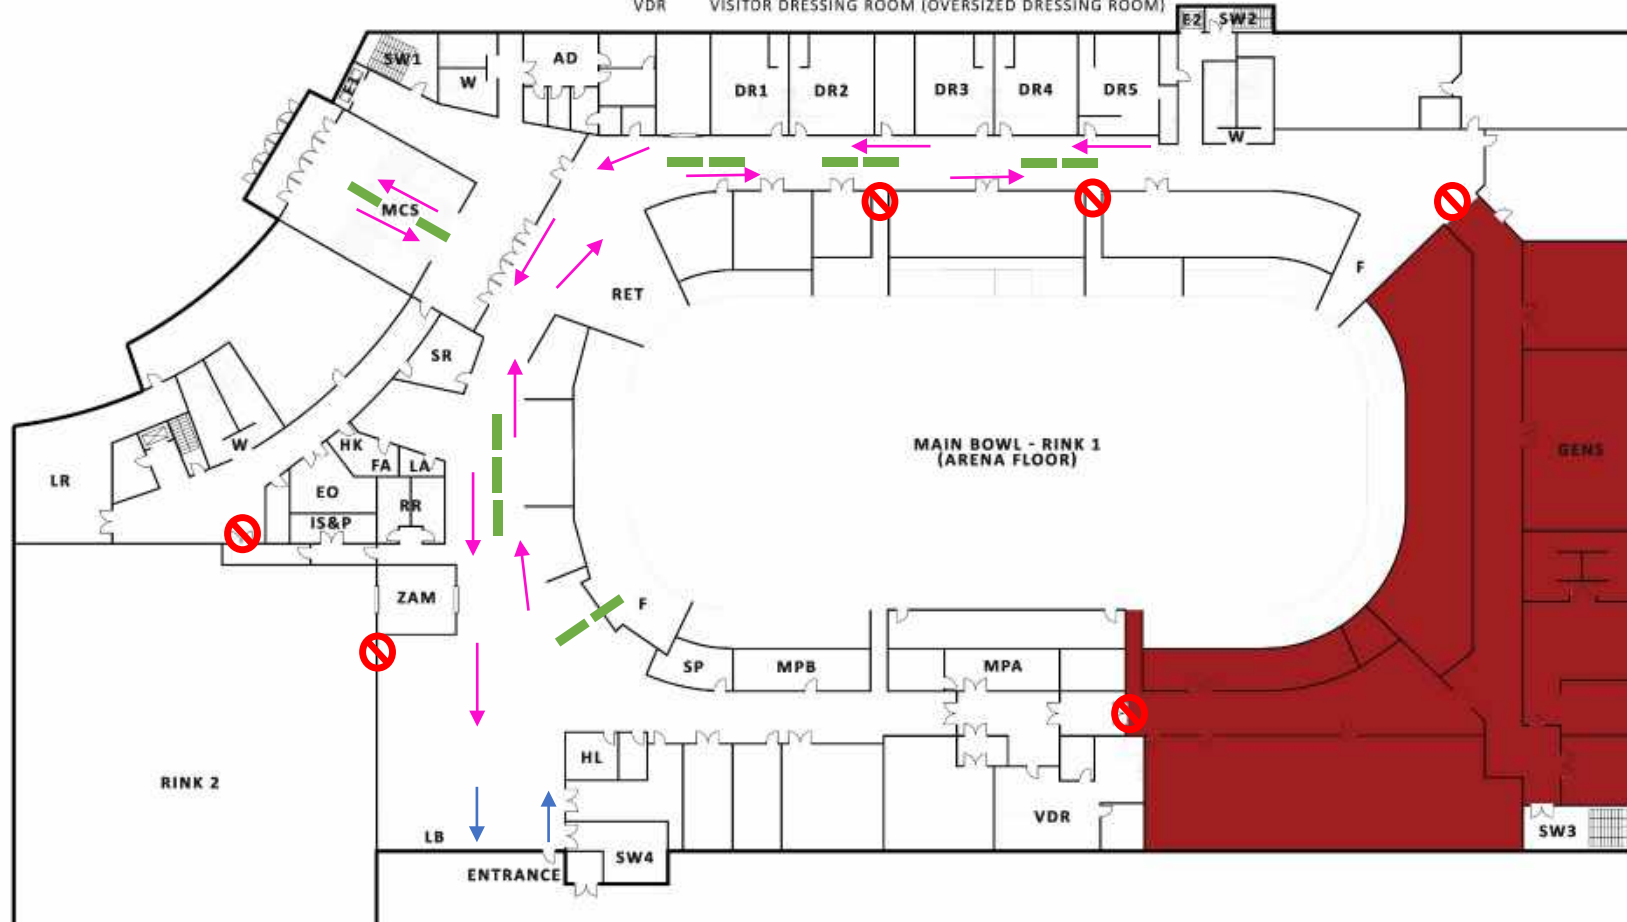 VDR VISITOR DRESSING ROOM (OVERSIZED DRESSING ROOM)
E2 SW2
SW1
AD
W
E1
DR1 DR2 DR3 DR4 DR5
W
MCS
F
RET
SR
W
HK
FA LA
MAIN BOWL - RINK 1
(ARENA FLOOR)
GENS
LR
EO
RR
IS&P
ZAM
F
SP MPB MPA
HL
RINK 2
VDR
LB
SW3
SW4
ENTRANCE